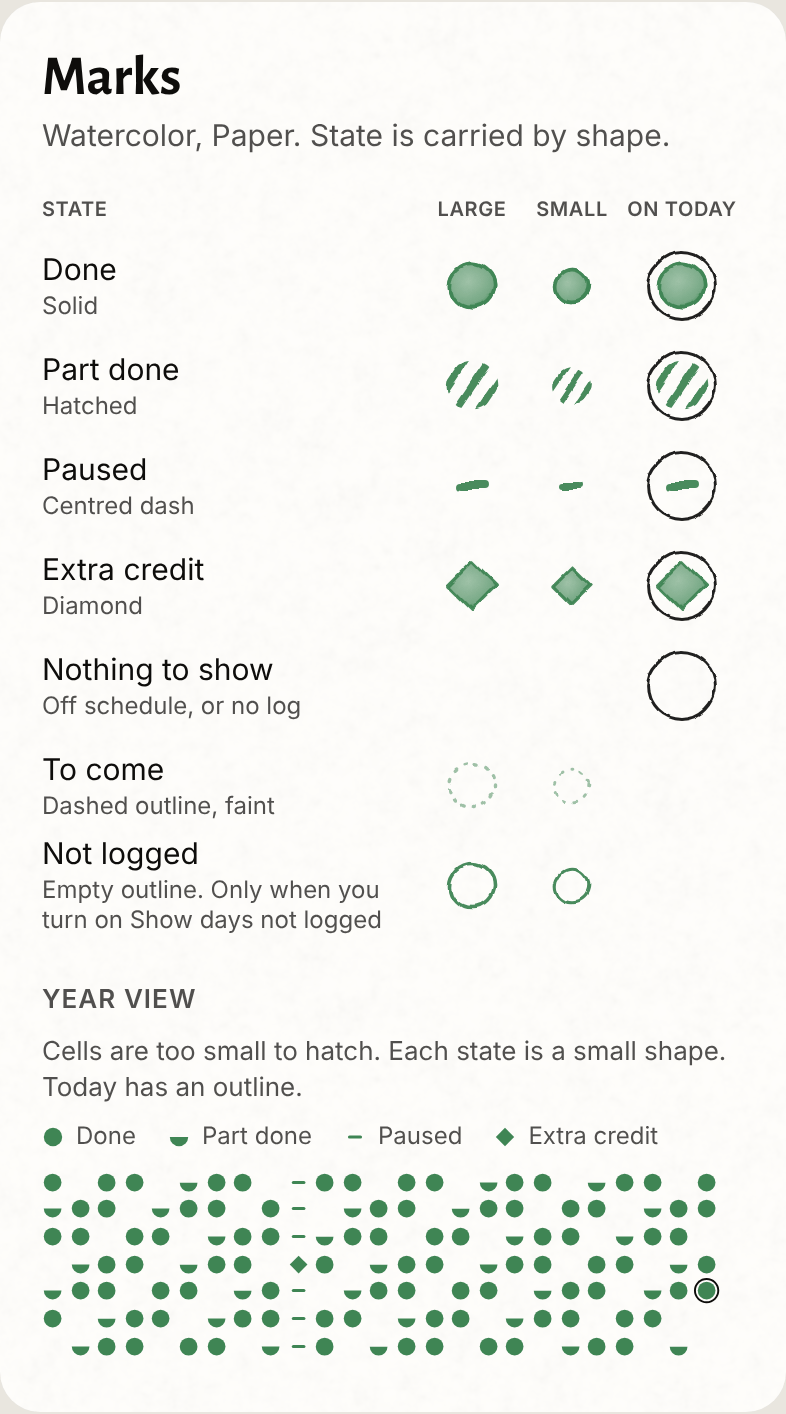 Marks
Watercolor, Paper. State is carried by shape.
STATE LARGE SMALL ON TODAY
Done
Solid
Part done
Hatched
Paused
Centred dash
Extra credit
Diamond
Nothing to show
Off schedule, or no log
To come
Dashed outline, faint
Not logged
Empty outline. Only when you
turn on Show days not logged
YEAR VIEW
Cells are too small to hatch. Each state is a small shape.
Today has an outline.
Done Part done Paused Extra credit